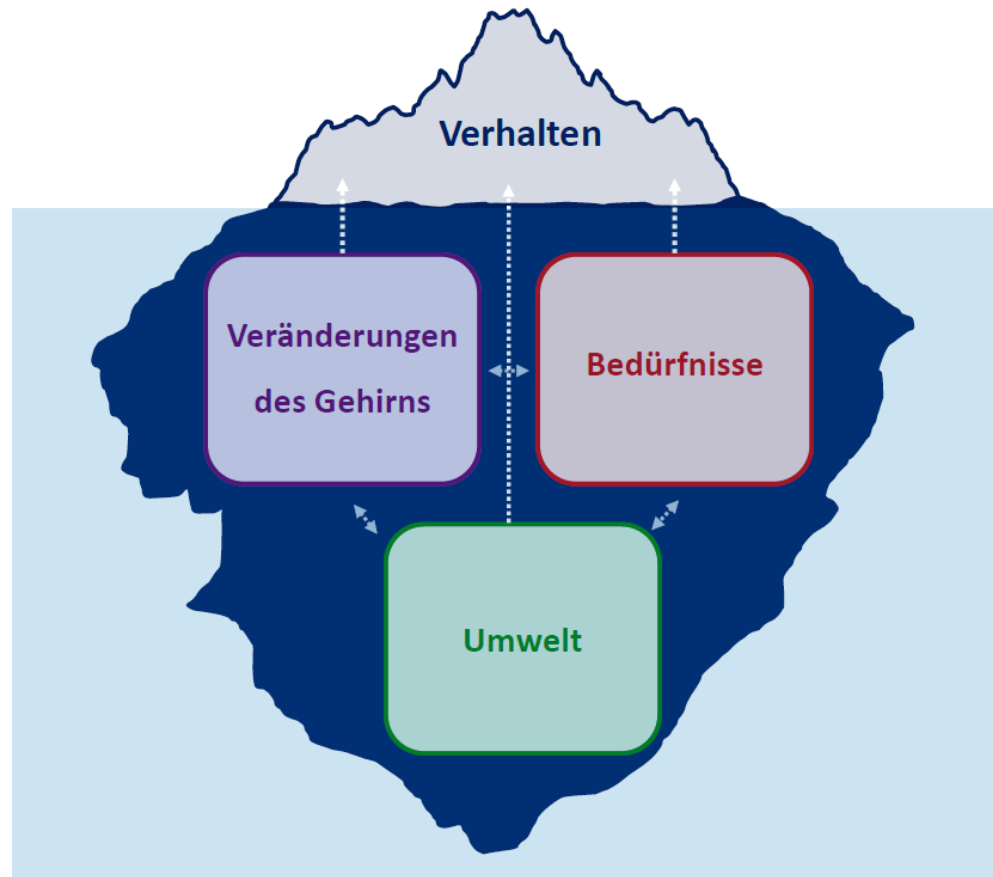 Verhalten
Veränderungen
des Gehirns
Bedürfnisse
Umwelt